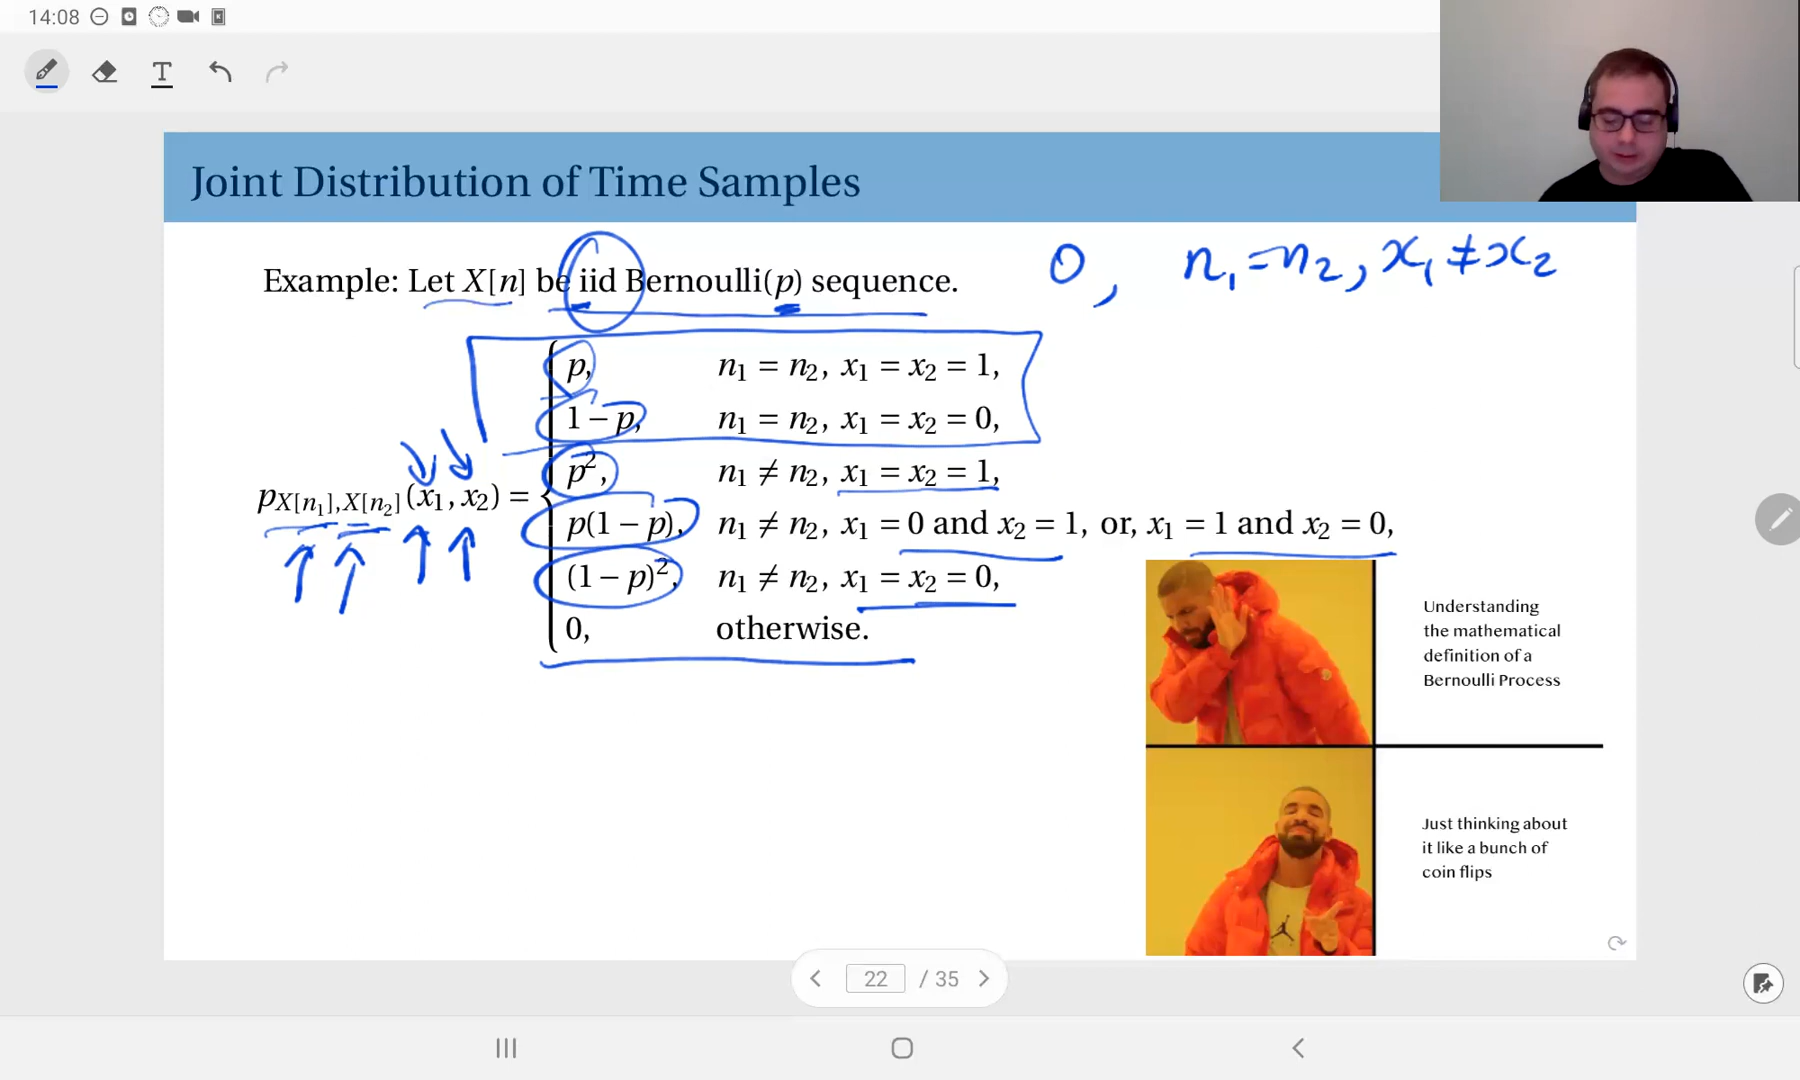 14:08
T
Joint Distribution of Time Samples
Example: Let X[n] be iid Bernoulli(p) sequence.
0, n₁ = n₂, x₁ ≠ x₂
p, n₁ = n₂, x₁ = x₂ = 1,
1 − p, n₁ = n₂, x₁ = x₂ = 0,
p², n₁ ≠ n₂, x₁ = x₂ = 1,
p_{X[n₁],X[n₂]}(x₁, x₂) =
p(1 − p), n₁ ≠ n₂, x₁ = 0 and x₂ = 1, or, x₁ = 1 and x₂ = 0,
(1 − p)², n₁ ≠ n₂, x₁ = x₂ = 0,
0, otherwise.
Understanding
the mathematical
definition of a
Bernoulli Process
Just thinking about
it like a bunch of
coin flips
22 / 35